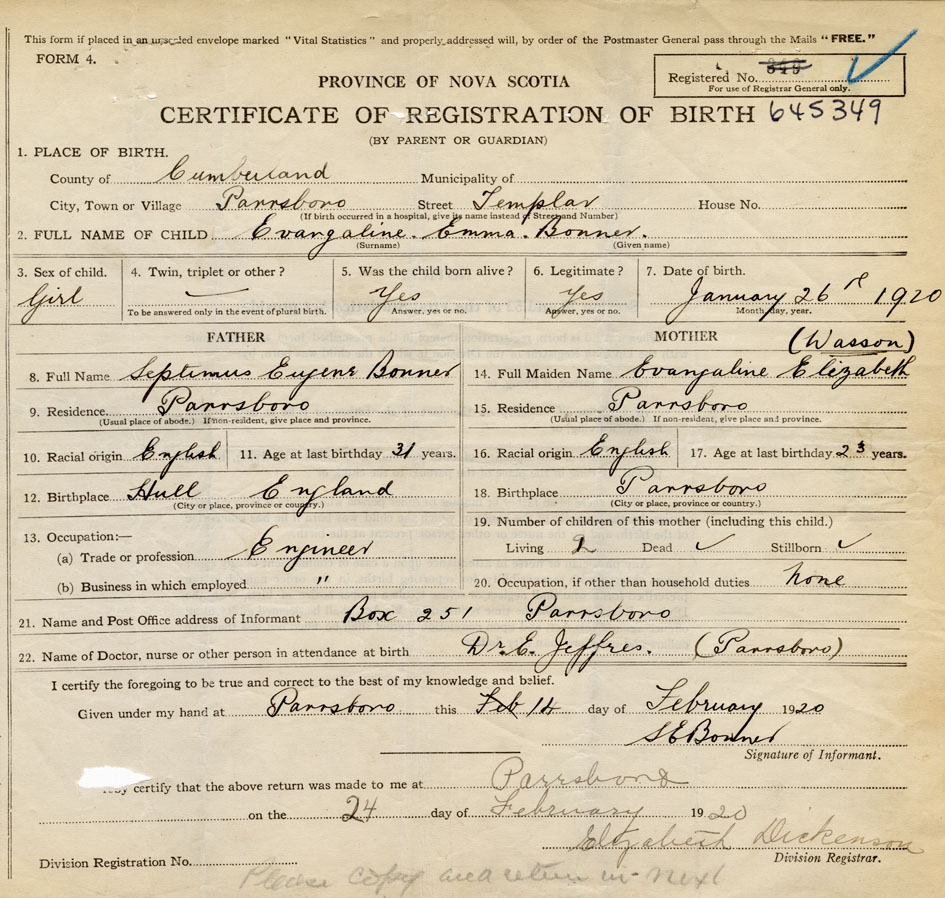 This form if placed in an unsealed envelope marked "Vital Statistics" and properly addressed will, by order of the Postmaster General pass through the Mails "FREE."
FORM 4.
Registered No. 849
For use of Registrar General only.
PROVINCE OF NOVA SCOTIA
CERTIFICATE OF REGISTRATION OF BIRTH 645349
(BY PARENT OR GUARDIAN)
1. PLACE OF BIRTH.
County of Cumberland Municipality of
City, Town or Village Parrsboro Street Templar House No.
(If birth occurred in a hospital, give its name instead of Street and Number)
2. FULL NAME OF CHILD Evangaline. Emma. Bonner.
(Surname) (Given name)
3. Sex of child. 4. Twin, triplet or other? 5. Was the child born alive? 6. Legitimate? 7. Date of birth.
Girl — Yes Yes January 26 1920
To be answered only in the event of plural birth. Answer, yes or no. Answer, yes or no. Month, day, year.
FATHER MOTHER (Wasson)
8. Full Name Septimus Eugene Bonner 14. Full Maiden Name Evangaline Elizabeth
9. Residence Parrsboro 15. Residence Parrsboro
(Usual place of abode.) If non-resident, give place and province. (Usual place of abode.) If non-resident, give place and province.
10. Racial origin English 11. Age at last birthday 31 years. 16. Racial origin English 17. Age at last birthday 23 years.
12. Birthplace Hull England 18. Birthplace Parrsboro
(City or place, province or country.) (City or place, province or country.)
13. Occupation:— 19. Number of children of this mother (including this child.)
(a) Trade or profession Engineer Living 2 Dead ✓ Stillborn ✓
(b) Business in which employed " 20. Occupation, if other than household duties. none
21. Name and Post Office address of Informant Box 251 Parrsboro
22. Name of Doctor, nurse or other person in attendance at birth Dr. E. Jeffres. (Parrsboro)
I certify the foregoing to be true and correct to the best of my knowledge and belief.
Given under my hand at Parrsboro this Feb 14 day of February 1920
S E Bonner
Signature of Informant.
certify that the above return was made to me at Parrsboro
on the 24 day of February 1920
Elizabeth Dickenson
Division Registration No. Division Registrar.
Please copy and return in next